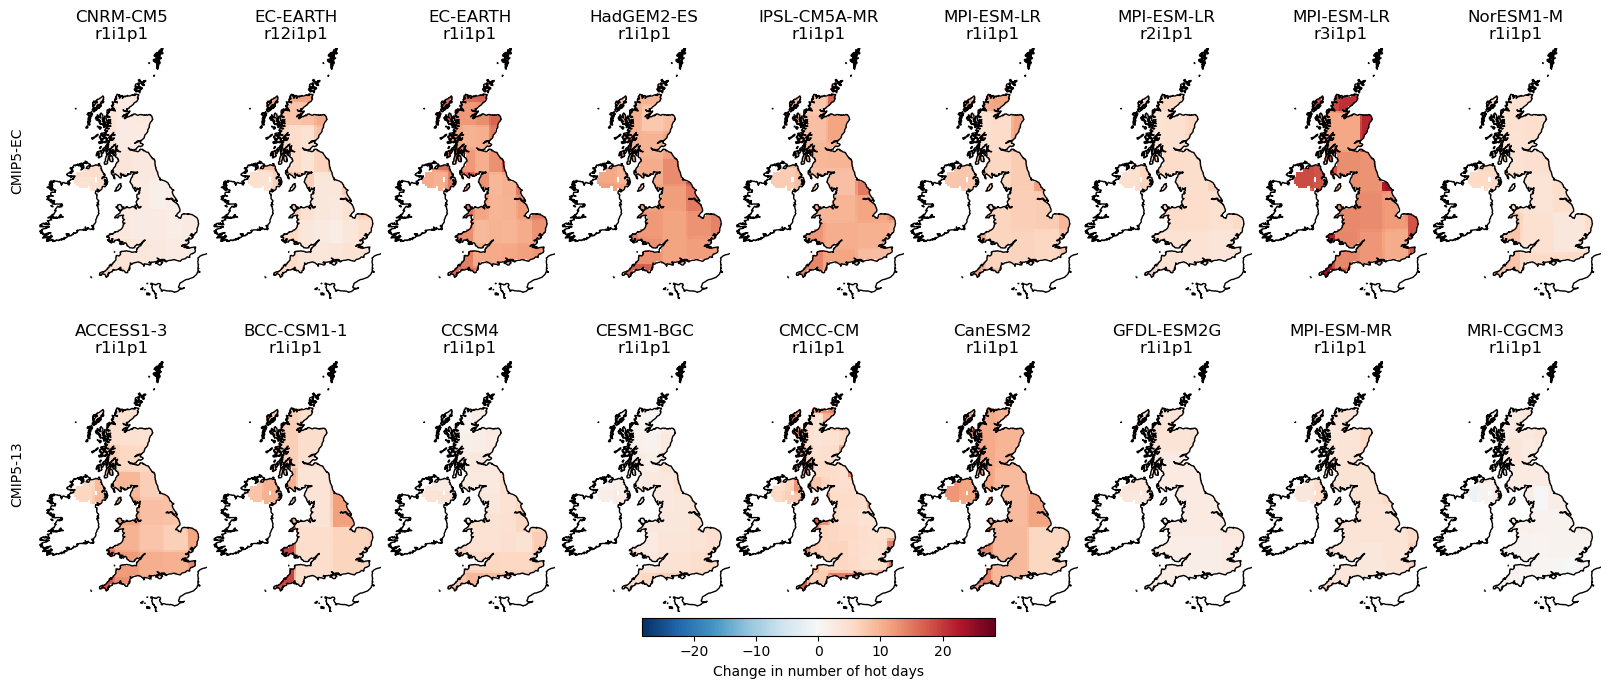 CNRM-CM5 EC-EARTH EC-EARTH HadGEM2-ES IPSL-CM5A-MR MPI-ESM-LR MPI-ESM-LR MPI-ESM-LR NorESM1-M
r1i1p1 r12i1p1 r1i1p1 r1i1p1 r1i1p1 r1i1p1 r2i1p1 r3i1p1 r1i1p1
CMIP5-EC
ACCESS1-3 BCC-CSM1-1 CCSM4 CESM1-BGC CMCC-CM CanESM2 GFDL-ESM2G MPI-ESM-MR MRI-CGCM3
r1i1p1 r1i1p1 r1i1p1 r1i1p1 r1i1p1 r1i1p1 r1i1p1 r1i1p1 r1i1p1
CMIP5-13
−20 −10 0 10 20
Change in number of hot days